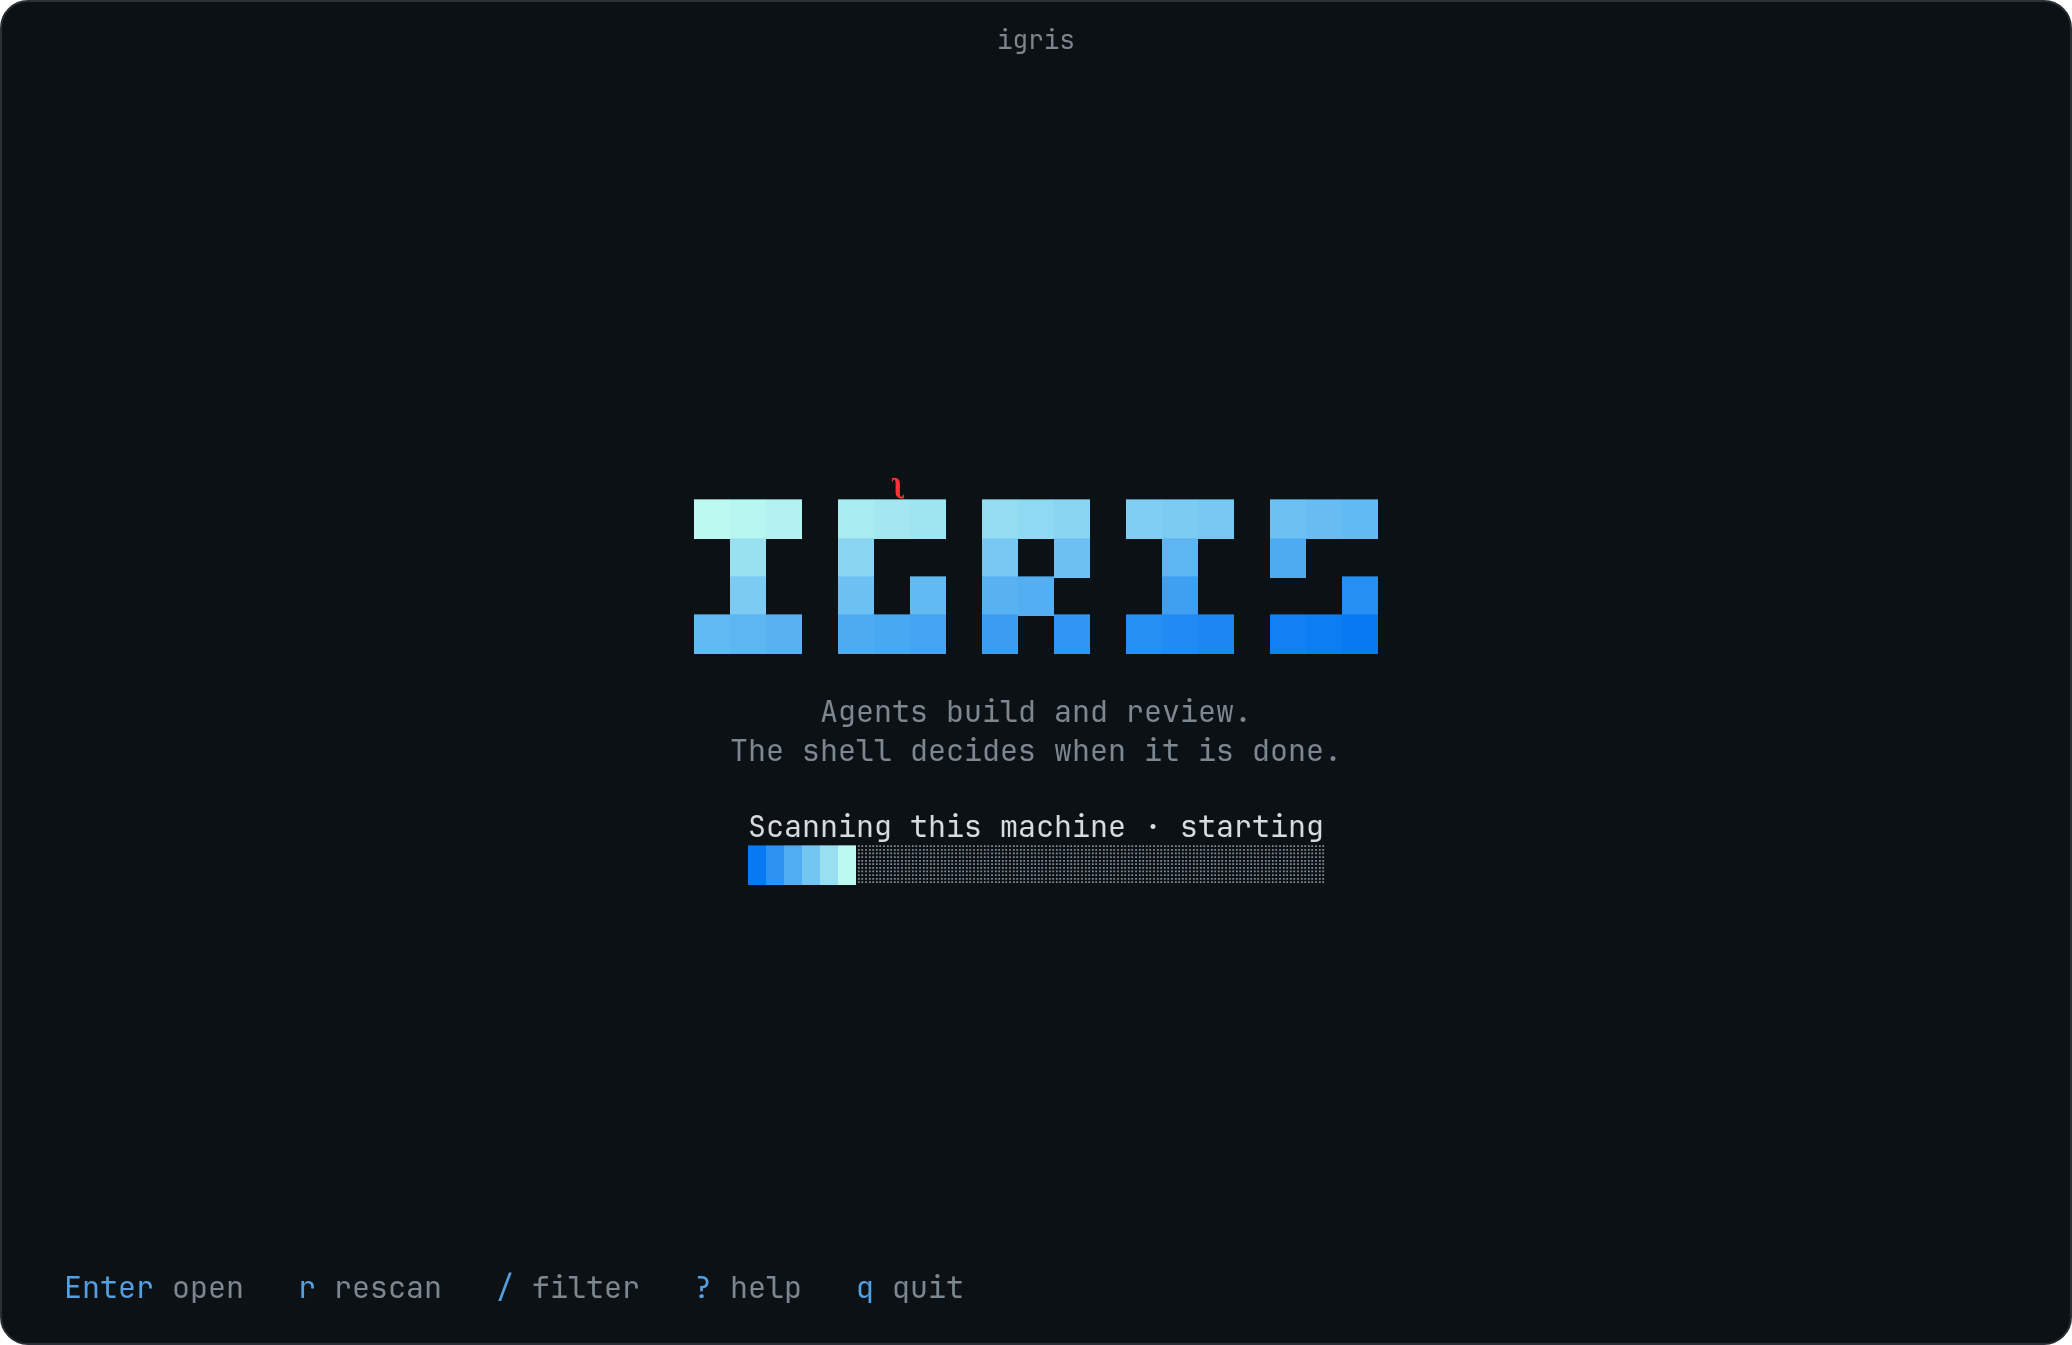 igris
IGRIS
Agents build and review.
The shell decides when it is done.
Scanning this machine · starting
Enter open r rescan / filter ? help q quit